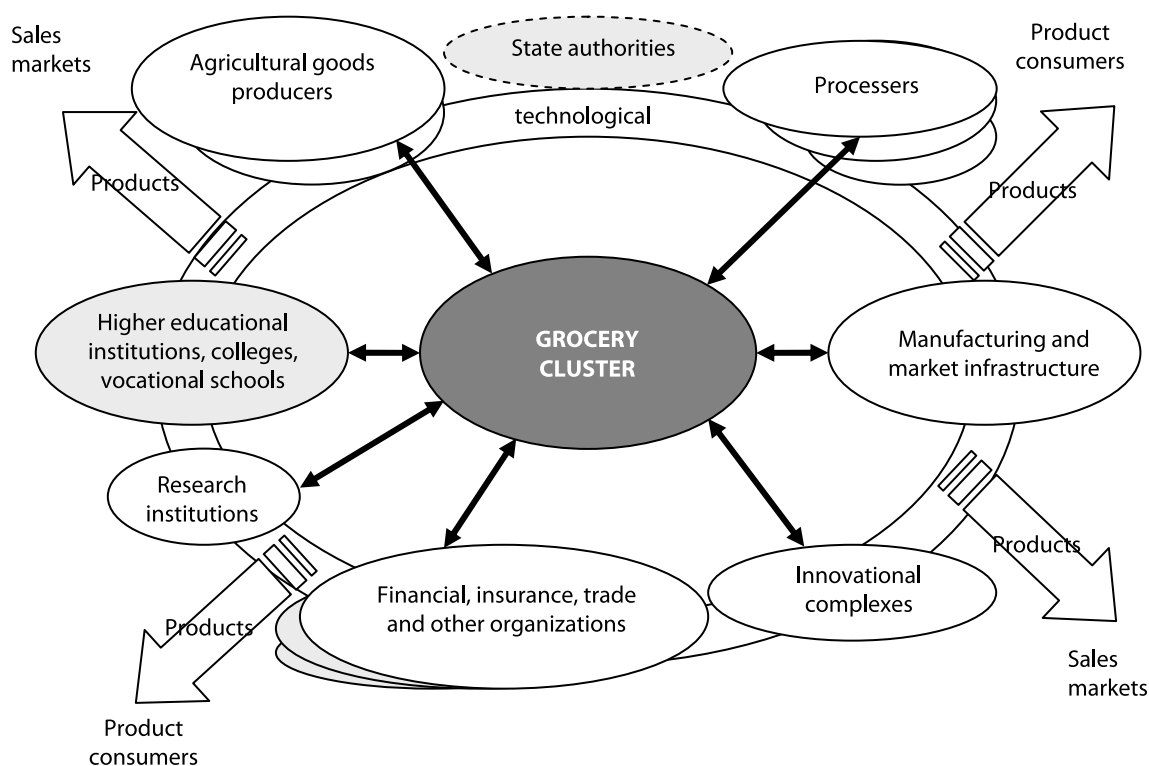 Sales
markets
Agricultural goods
producers
State authorities
Processers
Product
consumers
technological
Products
Products
Higher educational
institutions, colleges,
vocational schools
GROCERY
CLUSTER
Manufacturing and
market infrastructure
Research
institutions
Products
Products
Financial, insurance, trade
and other organizations
Innovational
complexes
Sales
markets
Product
consumers